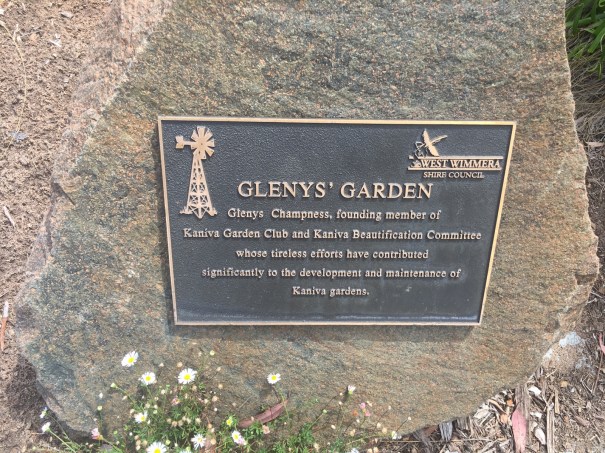 WEST WIMMERA
SHIRE COUNCIL
GLENYS' GARDEN
Glenys Champness, founding member of
Kaniva Garden Club and Kaniva Beautification Committee
whose tireless efforts have contributed
significantly to the development and maintenance of
Kaniva gardens.